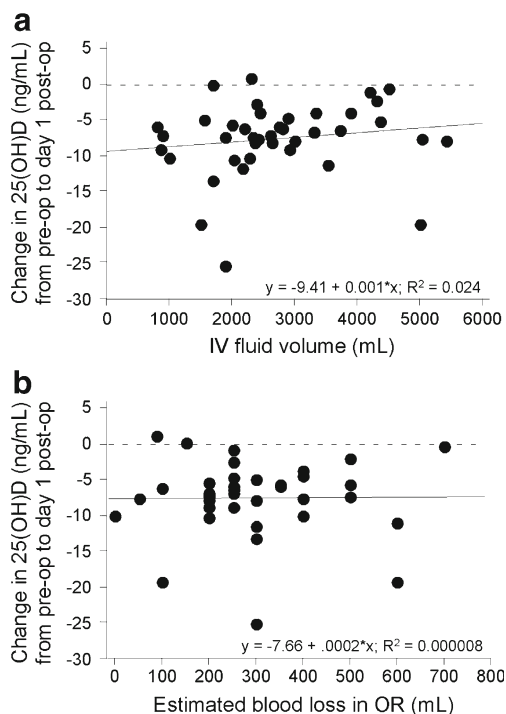 a
Change in 25(OH)D (ng/mL)
from pre-op to day 1 post-op
5
0
-5
-10
-15
-20
-25
-30
y = -9.41 + 0.001*x; R² = 0.024
0 1000 2000 3000 4000 5000 6000
IV fluid volume (mL)
b
Change in 25(OH)D (ng/mL)
from pre-op to day 1 post-op
5
0
-5
-10
-15
-20
-25
-30
y = -7.66 + .0002*x; R² = 0.000008
0 100 200 300 400 500 600 700 800
Estimated blood loss in OR (mL)